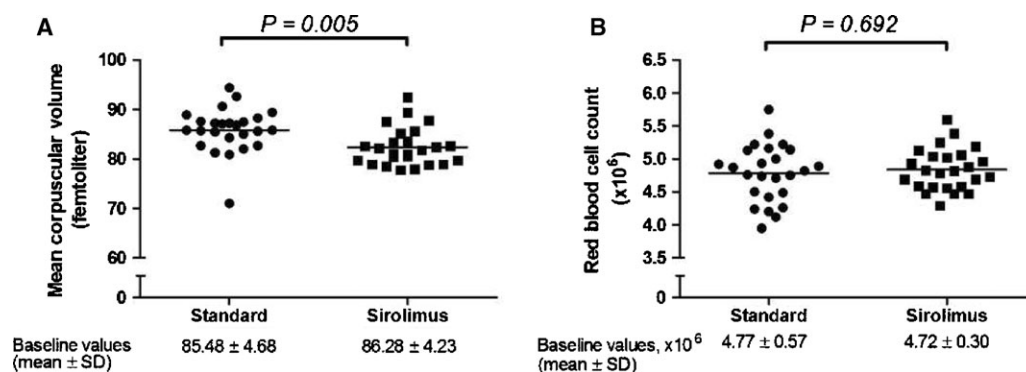 A
P = 0.005
Mean corpuscular volume
(femtoliter)
100
90
80
70
60
0
Standard
Sirolimus
Baseline values
(mean ± SD)
85.48 ± 4.68
86.28 ± 4.23
B
P = 0.692
Red blood cell count
(x10⁶)
6.5
6.0
5.5
5.0
4.5
4.0
3.5
0
Standard
Sirolimus
Baseline values, x10⁶
(mean ± SD)
4.77 ± 0.57
4.72 ± 0.30